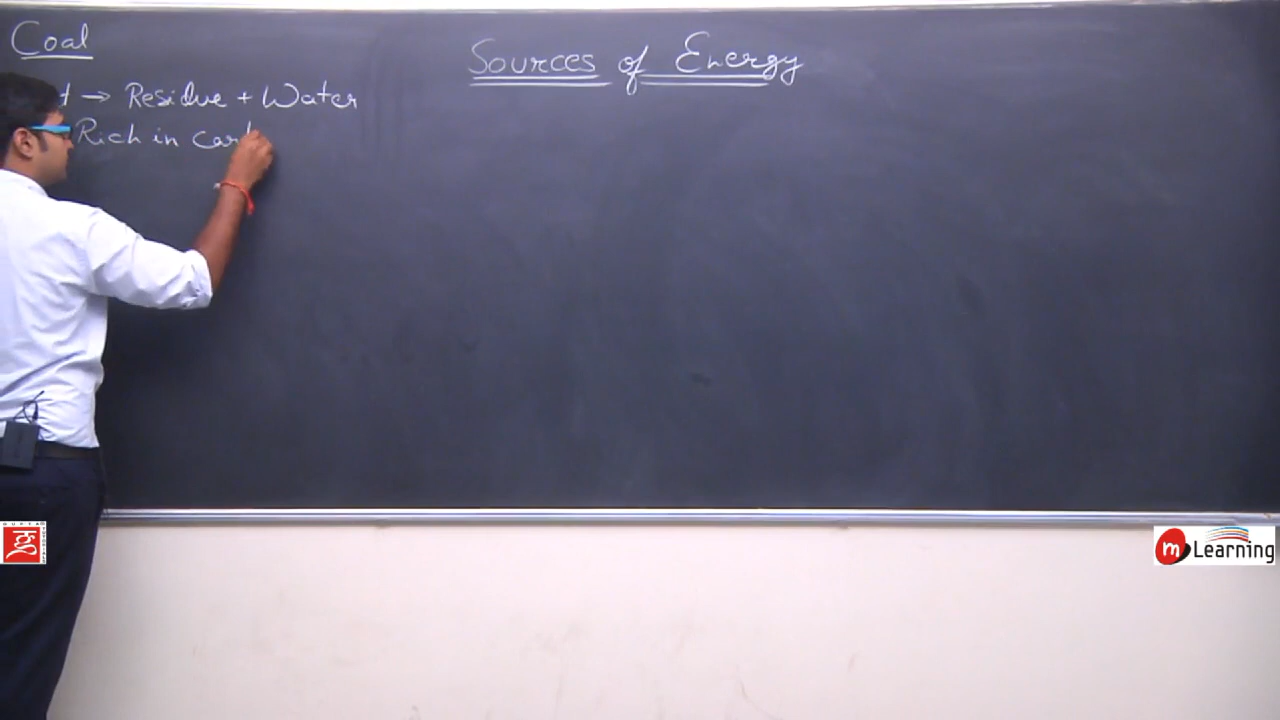 Coal
Sources of Energy
→ Residue + Water
Rich in car
m Learning